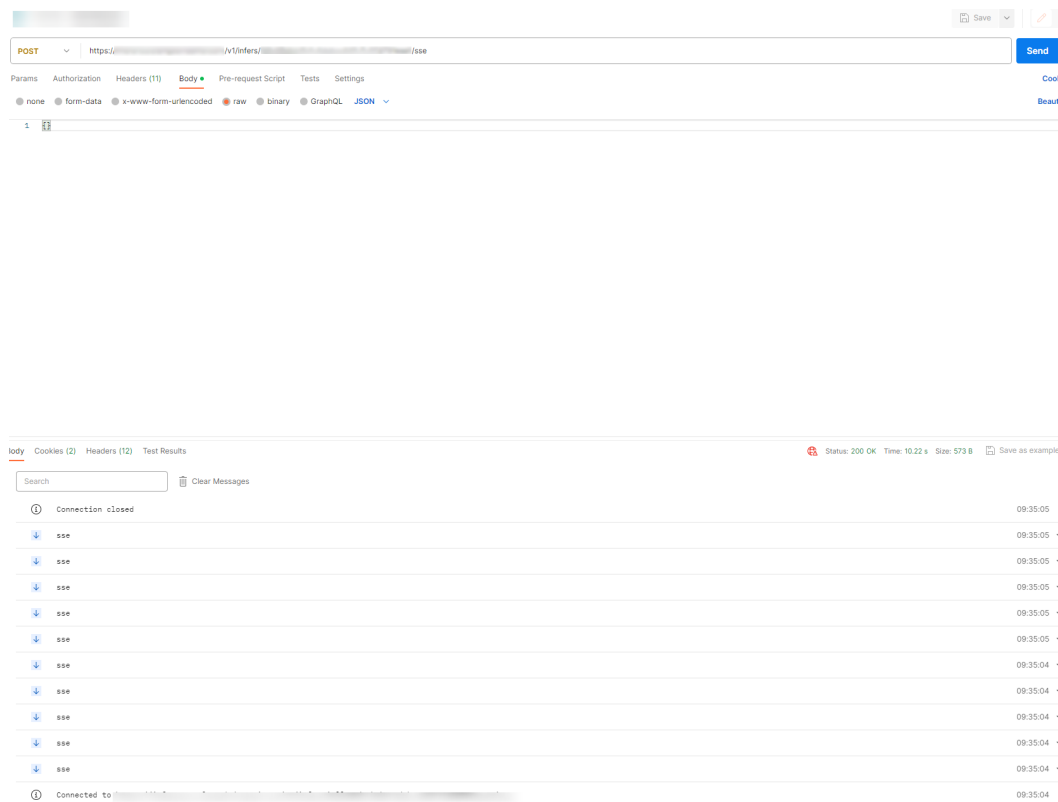 Save
POST https:// /v1/infers/ /sse Send
Params Authorization Headers (11) Body Pre-request Script Tests Settings
none form-data x-www-form-urlencoded raw binary GraphQL JSON
1 {}
Cookies (2) Headers (12) Test Results Status: 200 OK Time: 10.22 s Size: 573 B Save as example
Search Clear Messages
Connection closed 09:35:05
sse 09:35:05
sse 09:35:05
sse 09:35:05
sse 09:35:05
sse 09:35:05
sse 09:35:04
sse 09:35:04
sse 09:35:04
sse 09:35:04
sse 09:35:04
Connected to 09:35:04